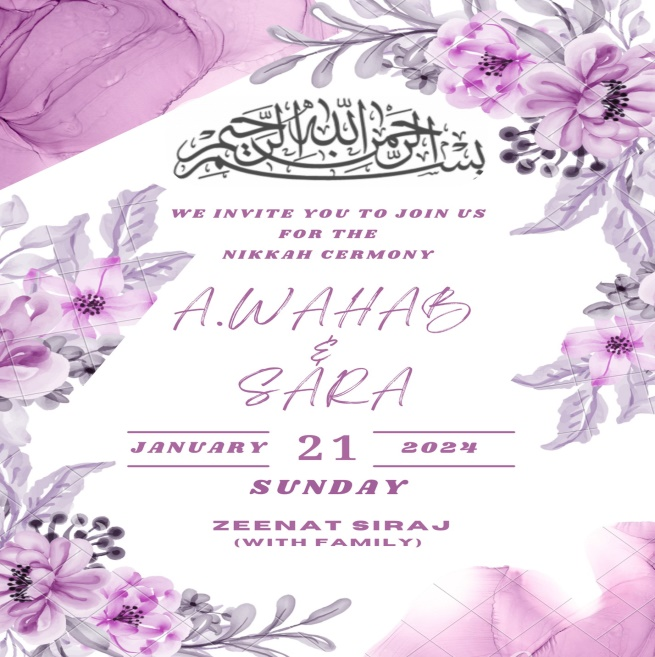 بسم الله الرحمن الرحيم
WE INVITE YOU TO JOIN US
FOR THE
NIKKAH CERMONY
A.WAHAB
&
SARA
JANUARY 21 2024
SUNDAY
ZEENAT SIRAJ
(WITH FAMILY)